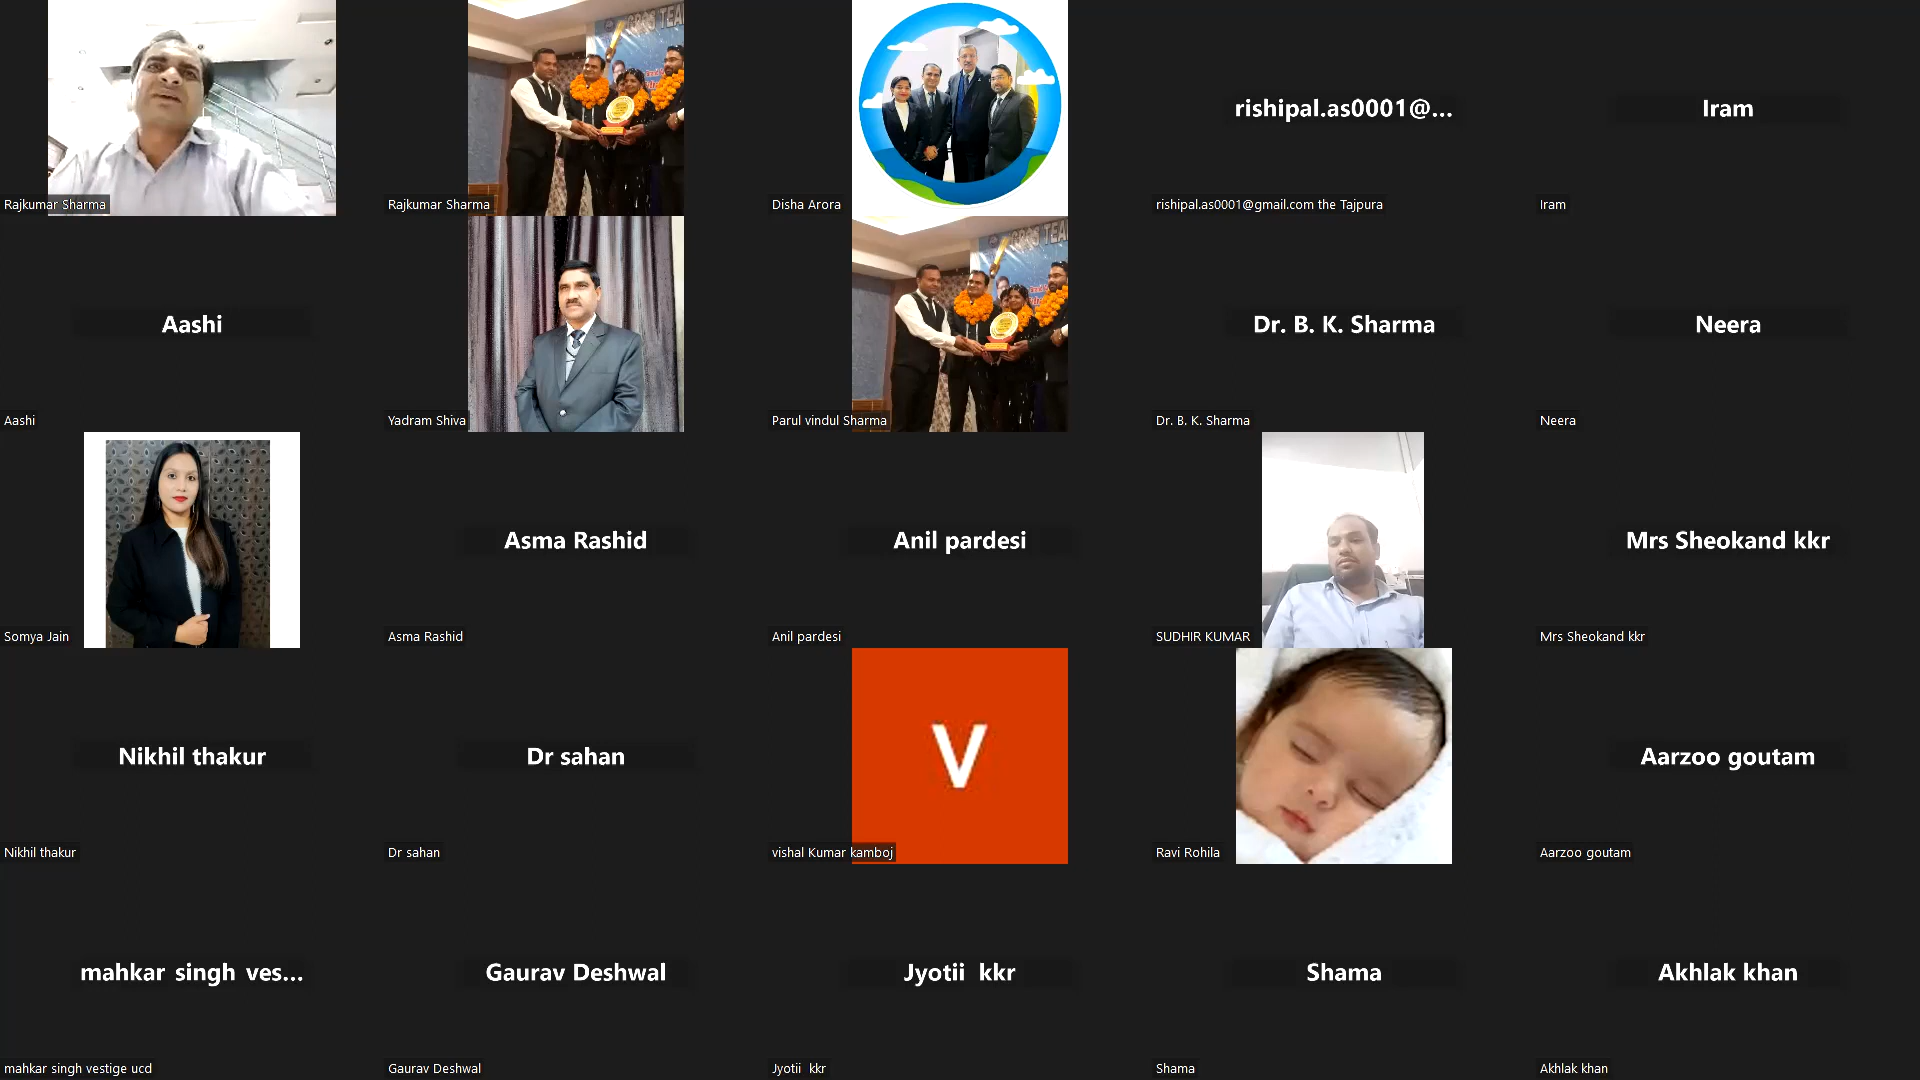 Rajkumar Sharma
Rajkumar Sharma
Disha Arora
rishipal.as0001@...
rishipal.as0001@gmail.com the Tajpura
Iram
Iram
Aashi
Aashi
Yadram Shiva
Parul vindul Sharma
Dr. B. K. Sharma
Dr. B. K. Sharma
Neera
Neera
Somya Jain
Asma Rashid
Asma Rashid
Anil pardesi
Anil pardesi
SUDHIR KUMAR
Mrs Sheokand kkr
Mrs Sheokand kkr
Nikhil thakur
Nikhil thakur
Dr sahan
Dr sahan
V
vishal Kumar kamboj
Ravi Rohila
Aarzoo goutam
Aarzoo goutam
mahkar singh ves...
mahkar singh vestige ucd
Gaurav Deshwal
Gaurav Deshwal
Jyotii kkr
Jyotii kkr
Shama
Shama
Akhlak khan
Akhlak khan